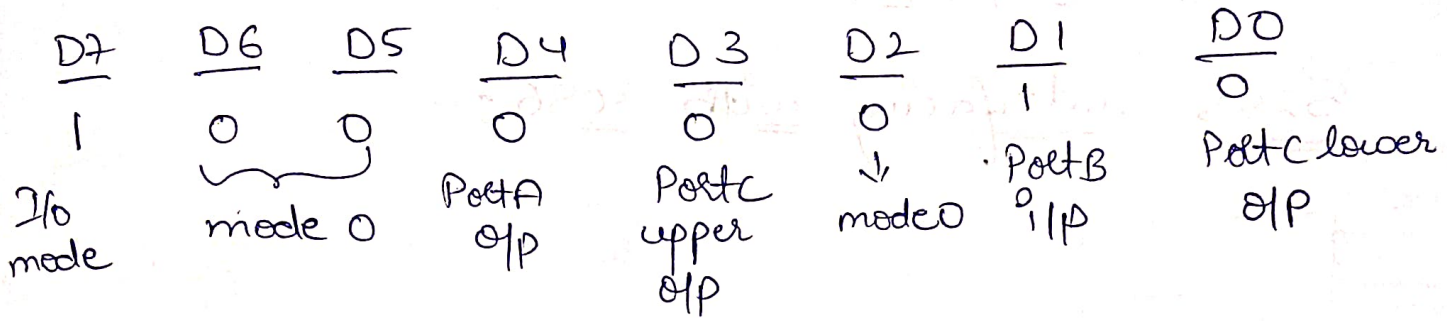 D7 D6 D5 D4 D3 D2 D1 D0
1 0 0 0 0 0 1 0
I/o mode 0 PortA Portc ↓ PortB Port C lower
mode o/p upper mode0 i/p o/p
o/p